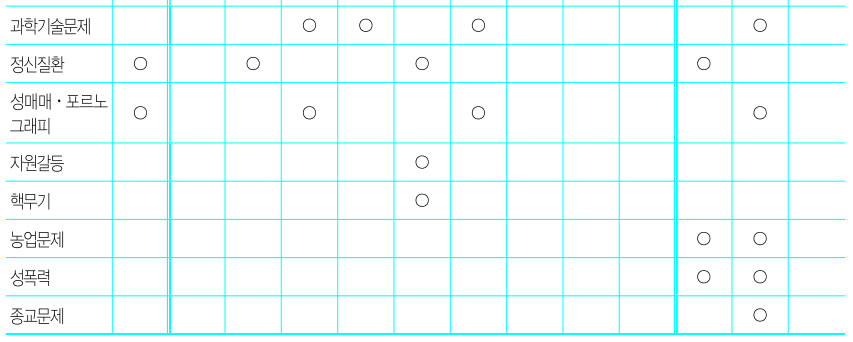 과학기술문제 ○ ○ ○ ○
정신질환 ○ ○ ○ ○
성매매·포르노
그래피 ○ ○ ○ ○
자원갈등 ○
핵무기 ○
농업문제 ○ ○
성폭력 ○ ○
종교문제 ○